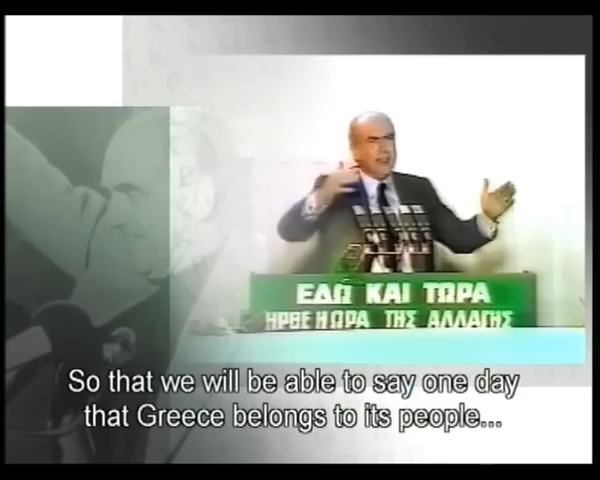 ΕΔΩ ΚΑΙ ΤΩΡΑ
ΗΡΘΕ Η ΩΡΑ ΤΗΣ ΑΛΛΑΓΗΣ
So that we will be able to say one day
that Greece belongs to its people...